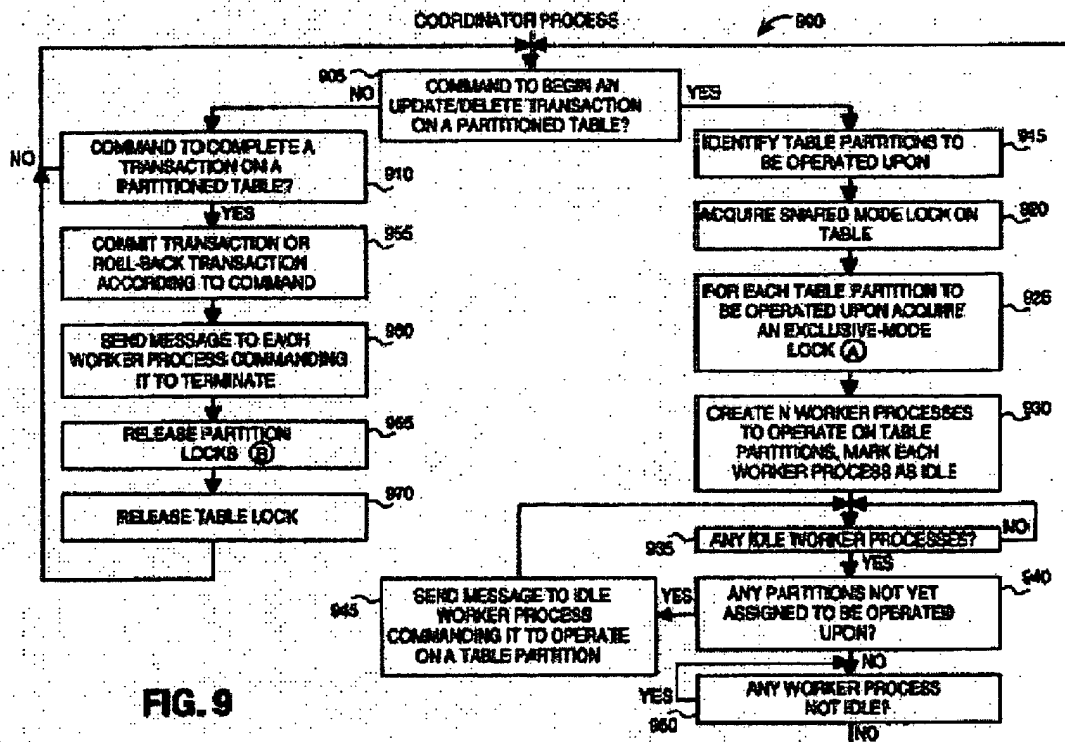 COORDINATOR PROCESS
900
905
COMMAND TO BEGIN AN
UPDATE/DELETE TRANSACTION
ON A PARTITIONED TABLE?
NO
YES
NO
COMMAND TO COMPLETE A
TRANSACTION ON A
PARTITIONED TABLE?
910
YES
COMMIT TRANSACTION OR
ROLL-BACK TRANSACTION
ACCORDING TO COMMAND
955
SEND MESSAGE TO EACH
WORKER PROCESS COMMANDING
IT TO TERMINATE
960
RELEASE PARTITION
LOCKS B
965
RELEASE TABLE LOCK
970
IDENTIFY TABLE PARTITIONS TO
BE OPERATED UPON
915
ACQUIRE SHARED MODE LOCK ON
TABLE
920
FOR EACH TABLE PARTITION TO
BE OPERATED UPON ACQUIRE
AN EXCLUSIVE-MODE
LOCK A
925
CREATE N WORKER PROCESSES
TO OPERATE ON TABLE
PARTITIONS, MARK EACH
WORKER PROCESS AS IDLE
930
935
ANY IDLE WORKER PROCESSES?
NO
YES
ANY PARTITIONS NOT YET
ASSIGNED TO BE OPERATED
UPON?
940
YES
945
SEND MESSAGE TO IDLE
WORKER PROCESS
COMMANDING IT TO OPERATE
ON A TABLE PARTITION
NO
YES
ANY WORKER PROCESS
NOT IDLE?
950
NO
FIG. 9